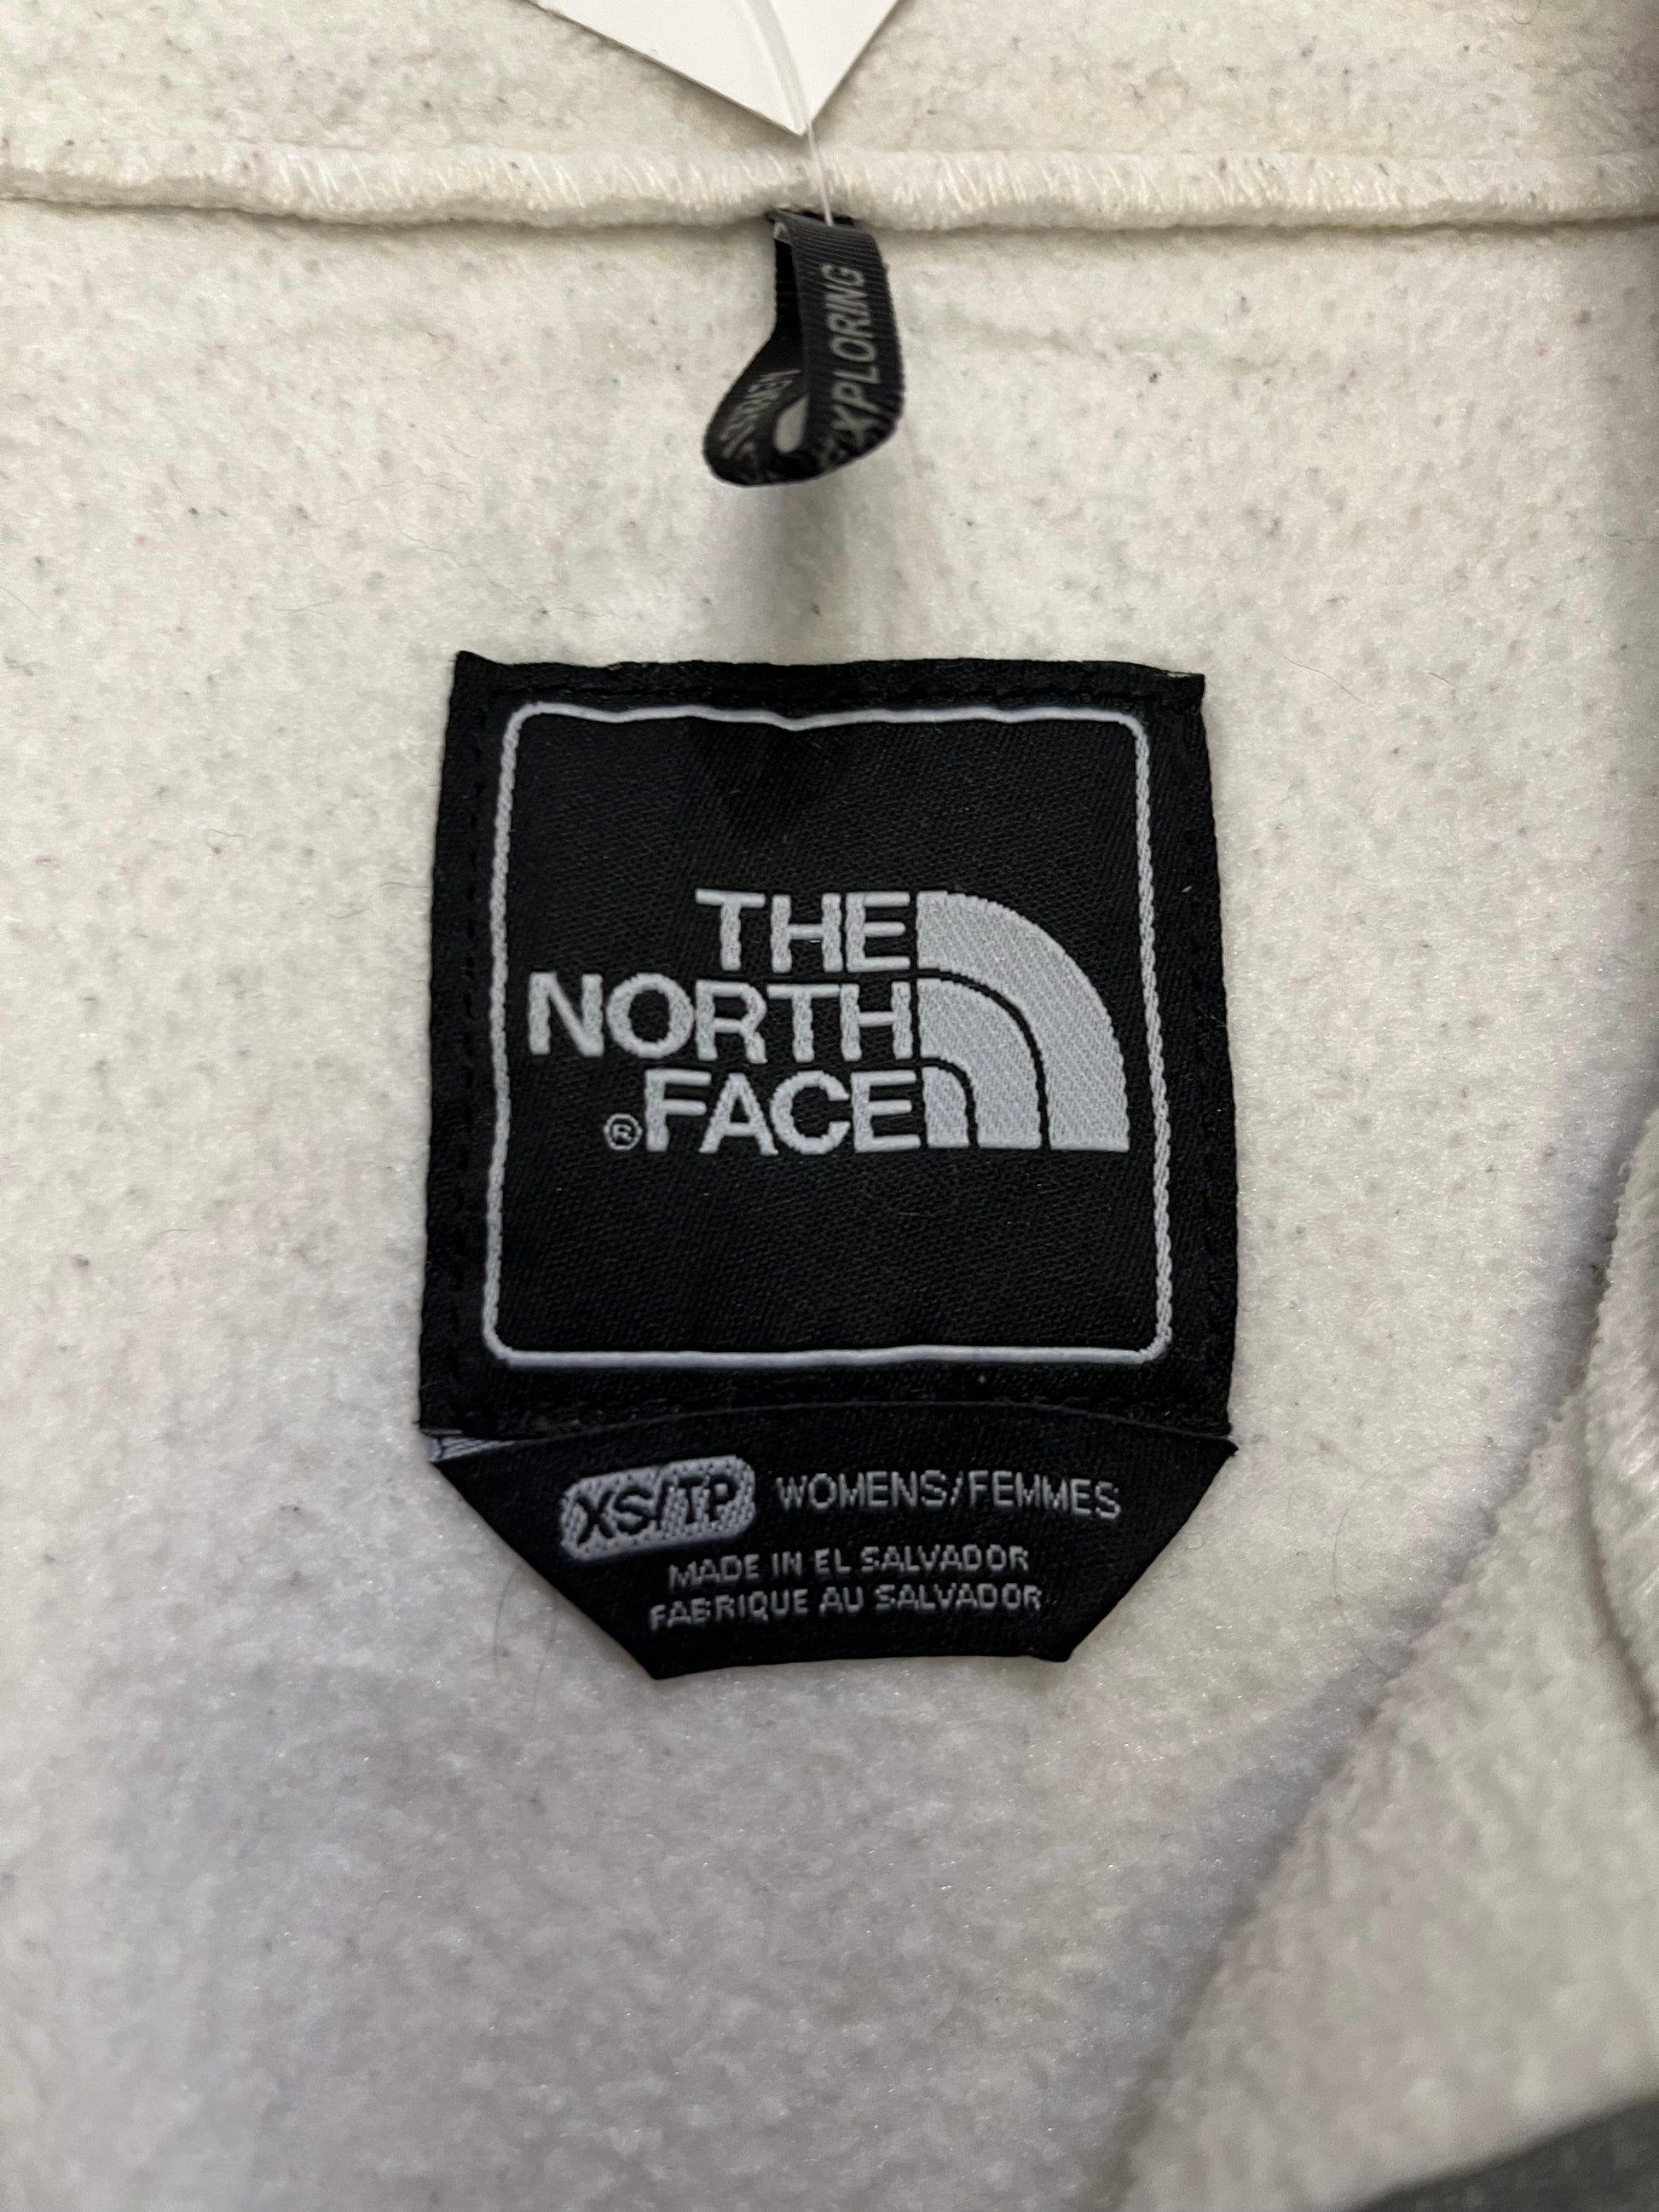 EXPLORING
THE
NORTH
® FACE
XS/TP WOMENS/FEMMES
MADE IN EL SALVADOR
FABRIQUE AU SALVADOR